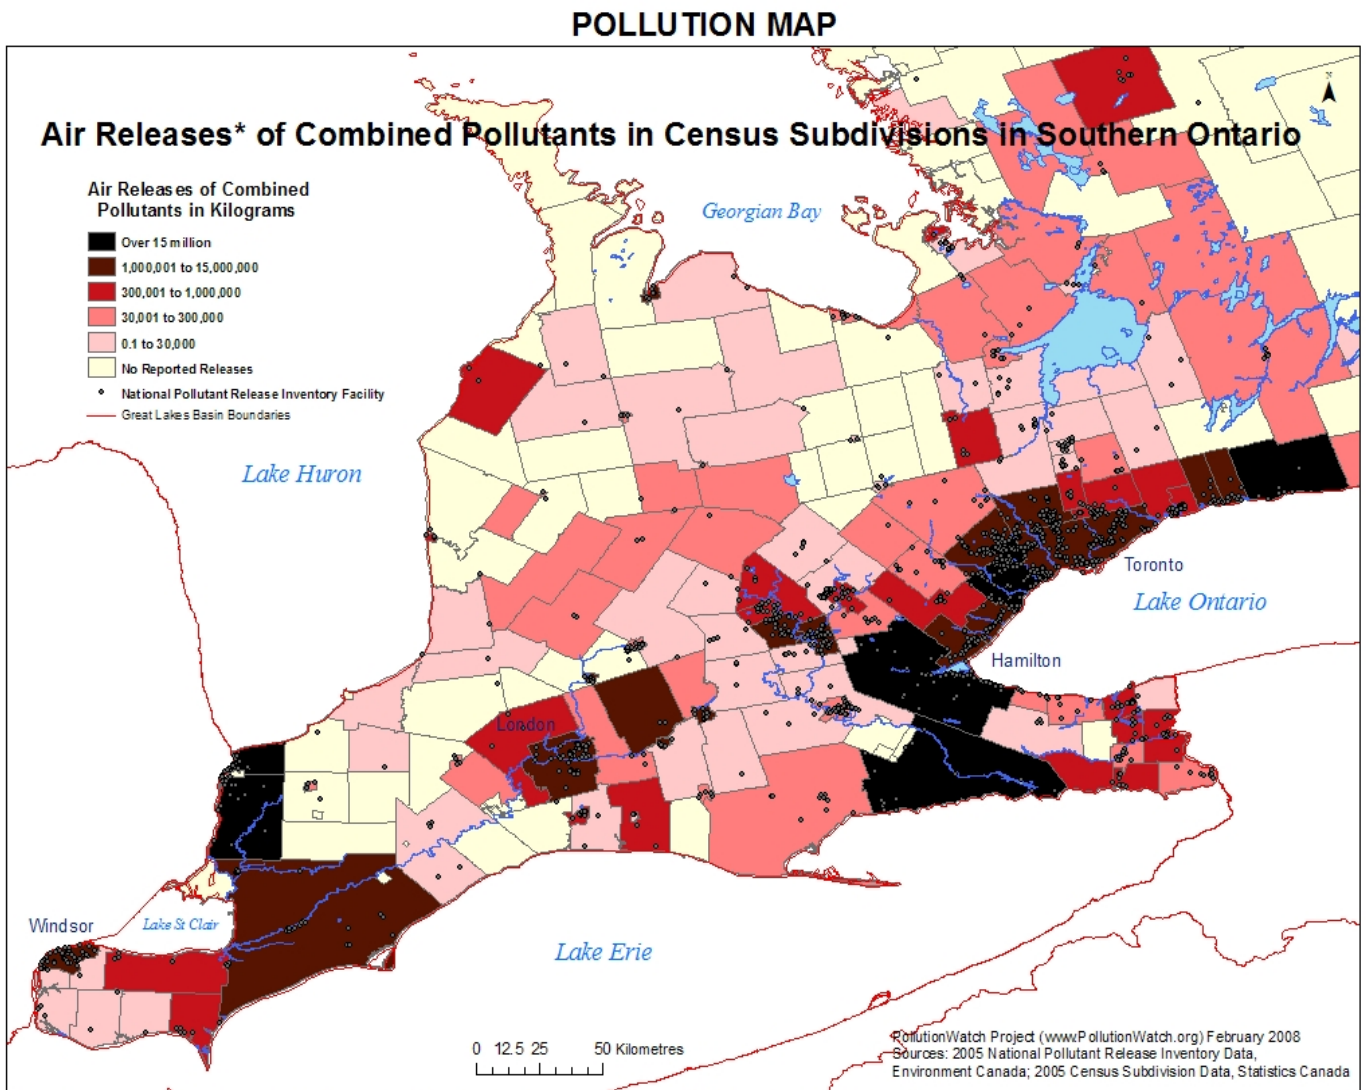 POLLUTION MAP
Air Releases* of Combined Pollutants in Census Subdivisions in Southern Ontario
N
Air Releases of Combined
Pollutants in Kilograms
Over 15 million
1,000,001 to 15,000,000
300,001 to 1,000,000
30,001 to 300,000
0.1 to 30,000
No Reported Releases
National Pollutant Release Inventory Facility
Great Lakes Basin Boundaries
Georgian Bay
Lake Huron
Toronto
Lake Ontario
Hamilton
London
Windsor
Lake St Clair
Lake Erie
0 12.5 25 50 Kilometres
PollutionWatch Project (www.PollutionWatch.org) February 2008
Sources: 2005 National Pollutant Release Inventory Data,
Environment Canada; 2005 Census Subdivision Data, Statistics Canada